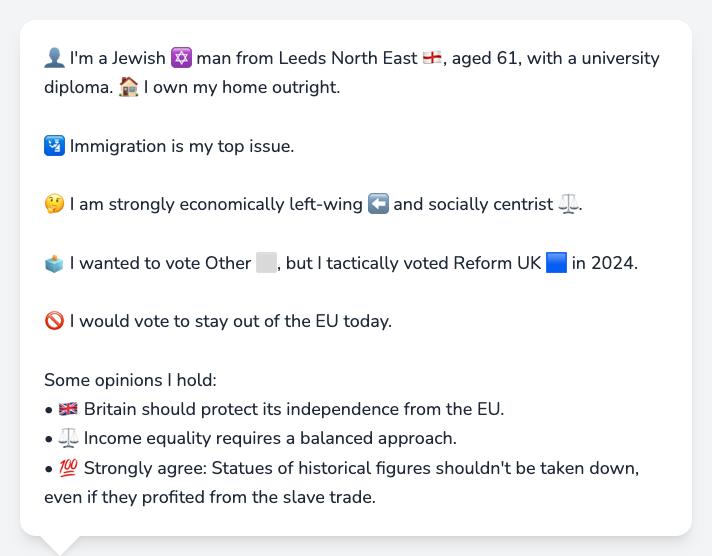 👤 I'm a Jewish ✡️ man from Leeds North East 🏴󠁧󠁢󠁥󠁮󠁧󠁿, aged 61, with a university
diploma. 🏠 I own my home outright.
🛂 Immigration is my top issue.
🤔 I am strongly economically left-wing ⬅️ and socially centrist ⚖️.
🗳️ I wanted to vote Other ⬜, but I tactically voted Reform UK 🟦 in 2024.
🚫 I would vote to stay out of the EU today.
Some opinions I hold:
• 🇬🇧 Britain should protect its independence from the EU.
• ⚖️ Income equality requires a balanced approach.
• 💯 Strongly agree: Statues of historical figures shouldn't be taken down,
even if they profited from the slave trade.